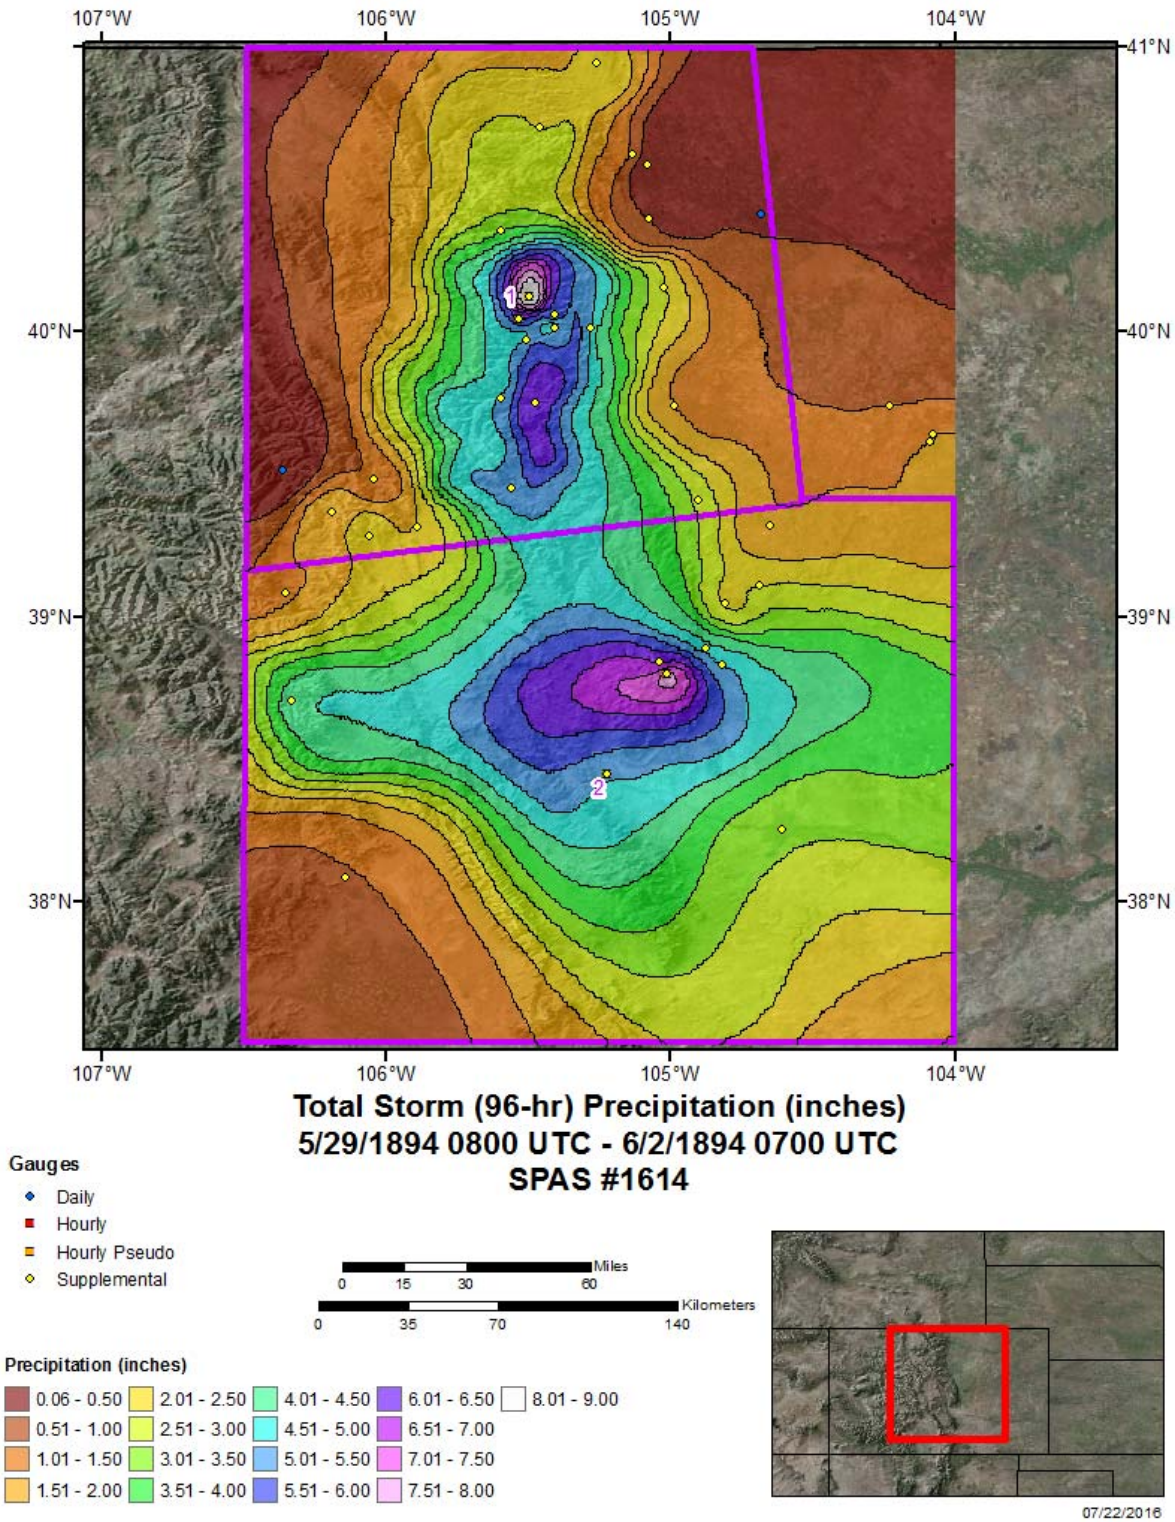 107°W 106°W 105°W 104°W
41°N 41°N
1
40°N 40°N
39°N 39°N
2
38°N 38°N
107°W 106°W 105°W 104°W
Total Storm (96-hr) Precipitation (inches)
5/29/1894 0800 UTC - 6/2/1894 0700 UTC
SPAS #1614
Gauges
Daily
Hourly
Hourly Pseudo
Supplemental
Miles
0 15 30 60
Kilometers
0 35 70 140
Precipitation (inches)
0.06 - 0.50 2.01 - 2.50 4.01 - 4.50 6.01 - 6.50 8.01 - 9.00
0.51 - 1.00 2.51 - 3.00 4.51 - 5.00 6.51 - 7.00
1.01 - 1.50 3.01 - 3.50 5.01 - 5.50 7.01 - 7.50
1.51 - 2.00 3.51 - 4.00 5.51 - 6.00 7.51 - 8.00
07/22/2016